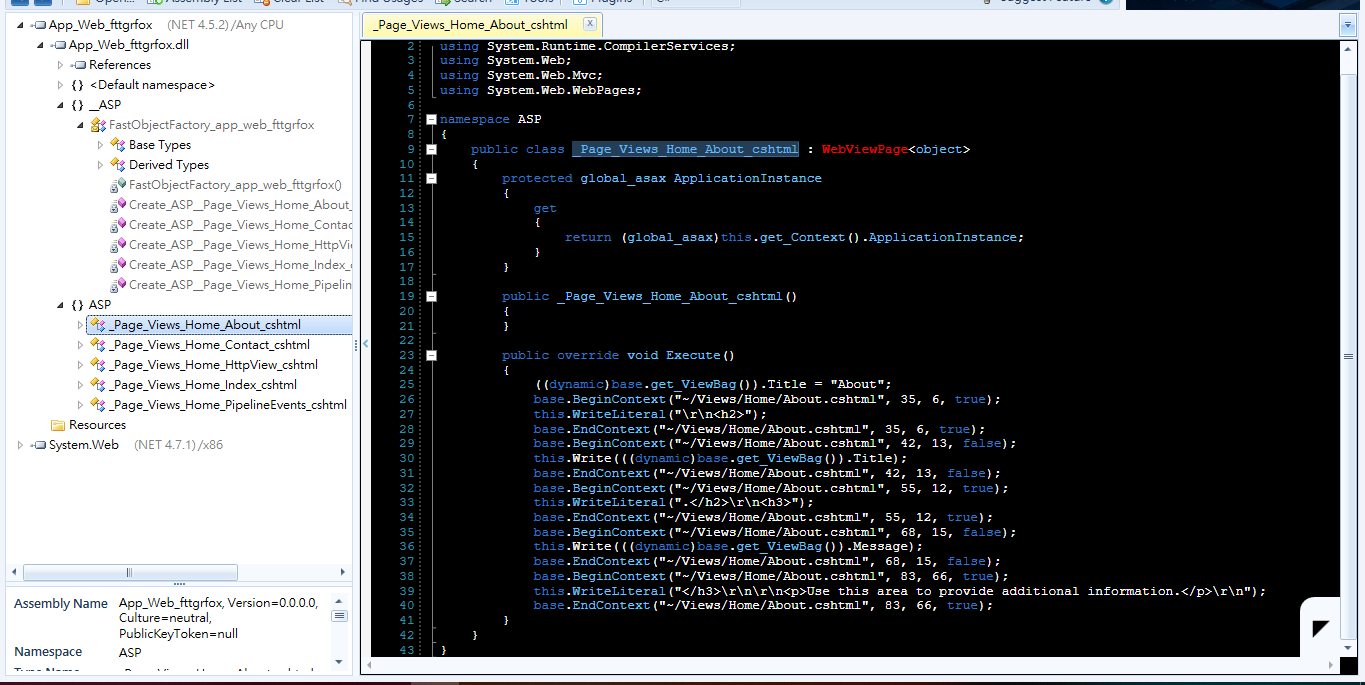 Open...
Assembly List
Clear List
Find Usages
Search
Tools
Plugins
C#
Suggest Feature
App_Web_fttgrfox (NET 4.5.2)/Any CPU
App_Web_fttgrfox.dll
References
{} <Default namespace>
{} __ASP
FastObjectFactory_app_web_fttgrfox
Base Types
Derived Types
FastObjectFactory_app_web_fttgrfox()
Create_ASP__Page_Views_Home_About_
Create_ASP__Page_Views_Home_Contac
Create_ASP__Page_Views_Home_HttpVi
Create_ASP__Page_Views_Home_Index_
Create_ASP__Page_Views_Home_Pipelin
{} ASP
_Page_Views_Home_About_cshtml
_Page_Views_Home_Contact_cshtml
_Page_Views_Home_HttpView_cshtml
_Page_Views_Home_Index_cshtml
_Page_Views_Home_PipelineEvents_cshtml
Resources
System.Web (NET 4.7.1)/x86
Assembly Name App_Web_fttgrfox, Version=0.0.0.0,
Culture=neutral,
PublicKeyToken=null
Namespace ASP
_Page_Views_Home_About.cshtml x
2 using System.Runtime.CompilerServices;
3 using System.Web;
4 using System.Web.Mvc;
5 using System.Web.WebPages;
6
7 namespace ASP
8 {
9 public class _Page_Views_Home_About_cshtml : WebViewPage<object>
10 {
11 protected global_asax ApplicationInstance
12 {
13 get
14 {
15 return (global_asax)this.get_Context().ApplicationInstance;
16 }
17 }
18
19 public _Page_Views_Home_About_cshtml()
20 {
21 }
22
23 public override void Execute()
24 {
25 ((dynamic)base.get_ViewBag()).Title = "About";
26 base.BeginContext("~/Views/Home/About.cshtml", 35, 6, true);
27 this.WriteLiteral("\r\n<h2>");
28 base.EndContext("~/Views/Home/About.cshtml", 35, 6, true);
29 base.BeginContext("~/Views/Home/About.cshtml", 42, 13, false);
30 this.Write(((dynamic)base.get_ViewBag()).Title);
31 base.EndContext("~/Views/Home/About.cshtml", 42, 13, false);
32 base.BeginContext("~/Views/Home/About.cshtml", 55, 12, true);
33 this.WriteLiteral(".</h2>\r\n<h3>");
34 base.EndContext("~/Views/Home/About.cshtml", 55, 12, true);
35 base.BeginContext("~/Views/Home/About.cshtml", 68, 15, false);
36 this.Write(((dynamic)base.get_ViewBag()).Message);
37 base.EndContext("~/Views/Home/About.cshtml", 68, 15, false);
38 base.BeginContext("~/Views/Home/About.cshtml", 83, 66, true);
39 this.WriteLiteral("</h3>\r\n\r\n<p>Use this area to provide additional information.</p>\r\n");
40 base.EndContext("~/Views/Home/About.cshtml", 83, 66, true);
41 }
42 }
43 }